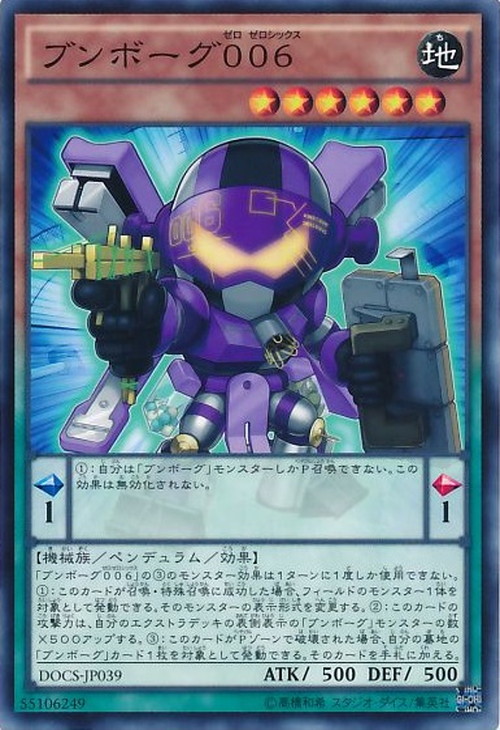 ゼロ ゼロシックス
ブンボーグ006
ち
地
006
①:自分は「ブンボーグ」モンスターしかP召喚できない。この
効果は無効化されない。
1
1
【機械族/ペンデュラム/効果】
「ブンボーグ006」の③のモンスター効果は1ターンに1度しか使用できない。
①:このカードが召喚・特殊召喚に成功した場合、フィールドのモンスター1体を
対象として発動できる。そのモンスターの表示形式を変更する。②:このカードの
攻撃力は、自分のエクストラデッキの表側表示の「ブンボーグ」モンスターの数
×500アップする。③:このカードがPゾーンで破壊された場合、自分の墓地の
「ブンボーグ」カード1枚を対象として発動できる。そのカードを手札に加える。
DOCS-JP039
ATK/ 500 DEF/ 500
55106249
©高橋和希 スタジオ・ダイス/集英社